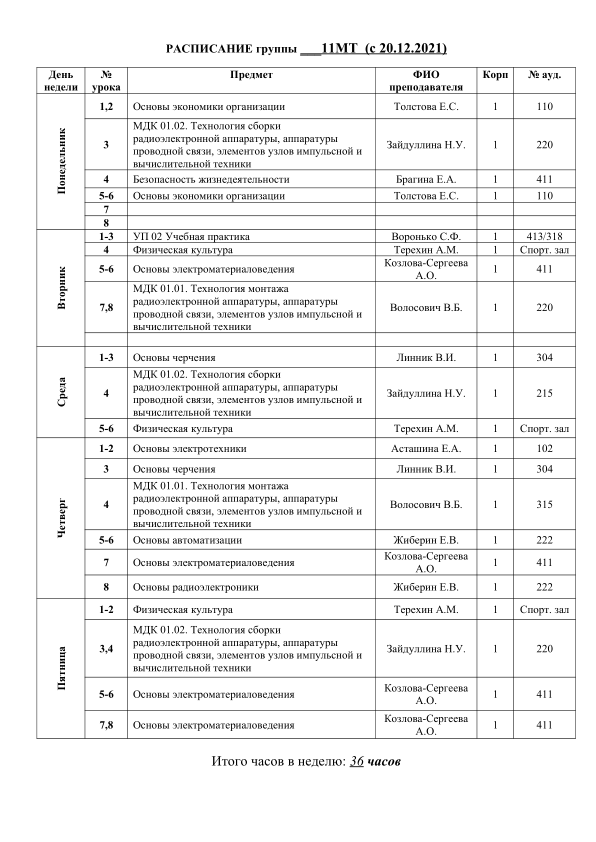 РАСПИСАНИЕ группы ___11МТ (с 20.12.2021)
День недели № урока Предмет ФИО преподавателя Корп № ауд.
Понедельник
1,2 Основы экономики организации Толстова Е.С. 1 110
МДК 01.02. Технология сборки
радиоэлектронной аппаратуры, аппаратуры
проводной связи, элементов узлов импульсной и
вычислительной техники
3 Зайдуллина Н.У. 1 220
4 Безопасность жизнедеятельности Брагина Е.А. 1 411
5-6 Основы экономики организации Толстова Е.С. 1 110
7
8
Вторник
1-3 УП 02 Учебная практика Воронько С.Ф. 1 413/318
4 Физическая культура Терехин А.М. 1 Спорт. зал
5-6 Основы электроматериаловедения Козлова-Сергеева А.О. 1 411
МДК 01.01. Технология монтажа
радиоэлектронной аппаратуры, аппаратуры
проводной связи, элементов узлов импульсной и
вычислительной техники
7,8 Волосович В.Б. 1 220
Среда
1-3 Основы черчения Линник В.И. 1 304
МДК 01.02. Технология сборки
радиоэлектронной аппаратуры, аппаратуры
проводной связи, элементов узлов импульсной и
вычислительной техники
4 Зайдуллина Н.У. 1 215
5-6 Физическая культура Терехин А.М. 1 Спорт. зал
Четверг
1-2 Основы электротехники Асташина Е.А. 1 102
3 Основы черчения Линник В.И. 1 304
МДК 01.01. Технология монтажа
радиоэлектронной аппаратуры, аппаратуры
проводной связи, элементов узлов импульсной и
вычислительной техники
4 Волосович В.Б. 1 315
5-6 Основы автоматизации Жиберин Е.В. 1 222
7 Основы электроматериаловедения Козлова-Сергеева А.О. 1 411
8 Основы радиоэлектроники Жиберин Е.В. 1 222
Пятница
1-2 Физическая культура Терехин А.М. 1 Спорт. зал
МДК 01.02. Технология сборки
радиоэлектронной аппаратуры, аппаратуры
проводной связи, элементов узлов импульсной и
вычислительной техники
3,4 Зайдуллина Н.У. 1 220
5-6 Основы электроматериаловедения Козлова-Сергеева А.О. 1 411
7,8 Основы электроматериаловедения Козлова-Сергеева А.О. 1 411
Итого часов в неделю: 36 часов